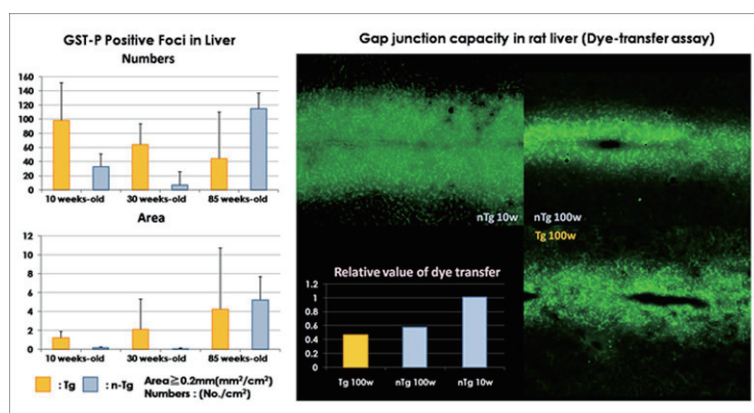 GST-P Positive Foci in Liver
Numbers
160
140
120
100
80
60
40
20
0
10 weeks-old 30 weeks-old 85 weeks-old
Area
12
10
8
6
4
2
0
10 weeks-old 30 weeks-old 85 weeks-old
: Tg : n-Tg Area≧0.2mm(mm²/cm²)
Numbers : (No./cm²)
Gap junction capacity in rat liver (Dye-transfer assay)
nTg 10w
nTg 100w
Tg 100w
Relative value of dye transfer
1.2
1
0.8
0.6
0.4
0.2
0
Tg 100w nTg 100w nTg 10w